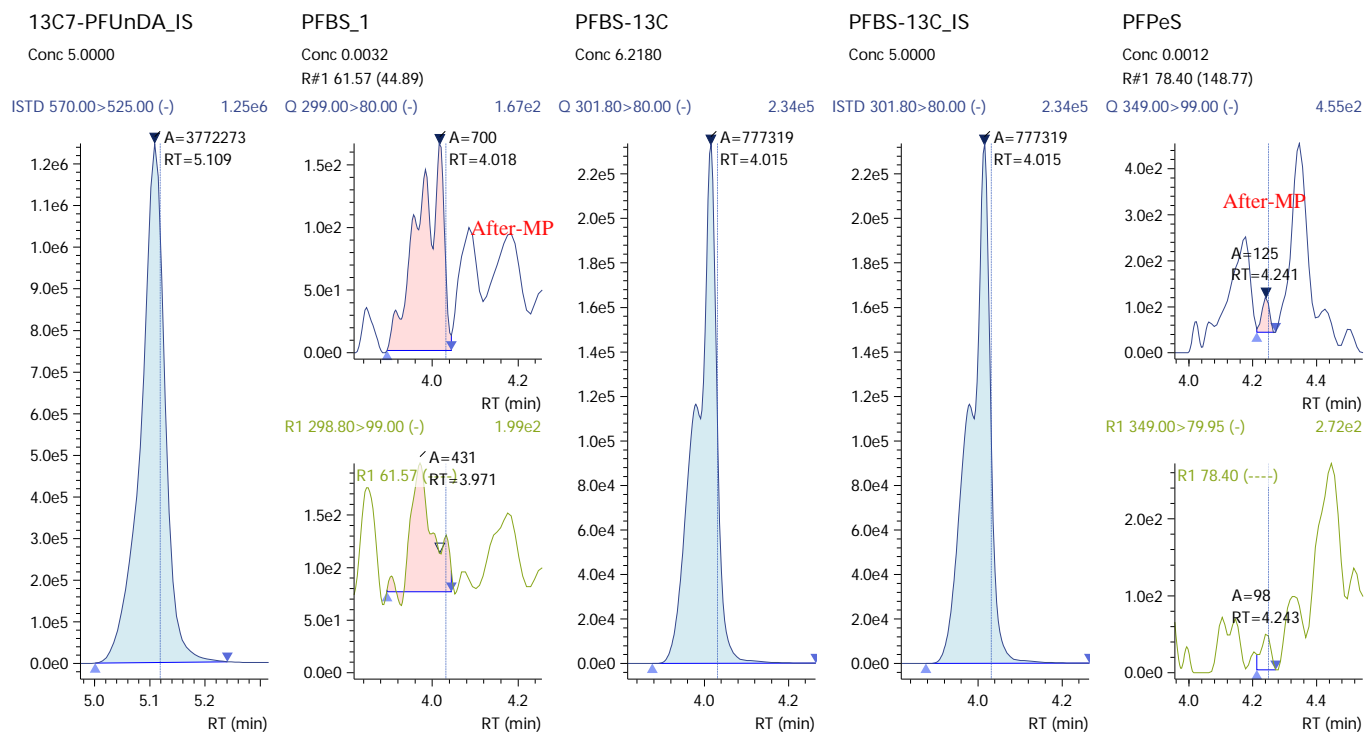 13C7-PFUnDA_IS
Conc 5.0000
ISTD 570.00>525.00 (-) 1.25e6
A=3772273
RT=5.109
1.2e6
1.1e6
1.0e6
9.0e5
8.0e5
7.0e5
6.0e5
5.0e5
4.0e5
3.0e5
2.0e5
1.0e5
0.0e0
5.0 5.1 5.2
RT (min)
PFBS_1
Conc 0.0032
R#1 61.57 (44.89)
Q 299.00>80.00 (-) 1.67e2
A=700
RT=4.018
After-MP
1.5e2
1.0e2
5.0e1
0.0e0
4.0 4.2
RT (min)
R1 298.80>99.00 (-) 1.99e2
A=431
R1 61.57 (----)
RT=3.971
1.5e2
1.0e2
5.0e1
0.0e0
4.0 4.2
RT (min)
PFBS-13C
Conc 6.2180
Q 301.80>80.00 (-) 2.34e5
A=777319
RT=4.015
2.2e5
2.0e5
1.8e5
1.6e5
1.4e5
1.2e5
1.0e5
8.0e4
6.0e4
4.0e4
2.0e4
0.0e0
4.0 4.2
RT (min)
PFBS-13C_IS
Conc 5.0000
ISTD 301.80>80.00 (-) 2.34e5
A=777319
RT=4.015
2.2e5
2.0e5
1.8e5
1.6e5
1.4e5
1.2e5
1.0e5
8.0e4
6.0e4
4.0e4
2.0e4
0.0e0
4.0 4.2
RT (min)
PFPeS
Conc 0.0012
R#1 78.40 (148.77)
Q 349.00>99.00 (-) 4.55e2
After-MP
A=125
RT=4.241
4.0e2
3.0e2
2.0e2
1.0e2
0.0e0
4.0 4.2 4.4
RT (min)
R1 349.00>79.95 (-) 2.72e2
R1 78.40 (----)
A=98
RT=4.243
2.0e2
1.0e2
0.0e0
4.0 4.2 4.4
RT (min)